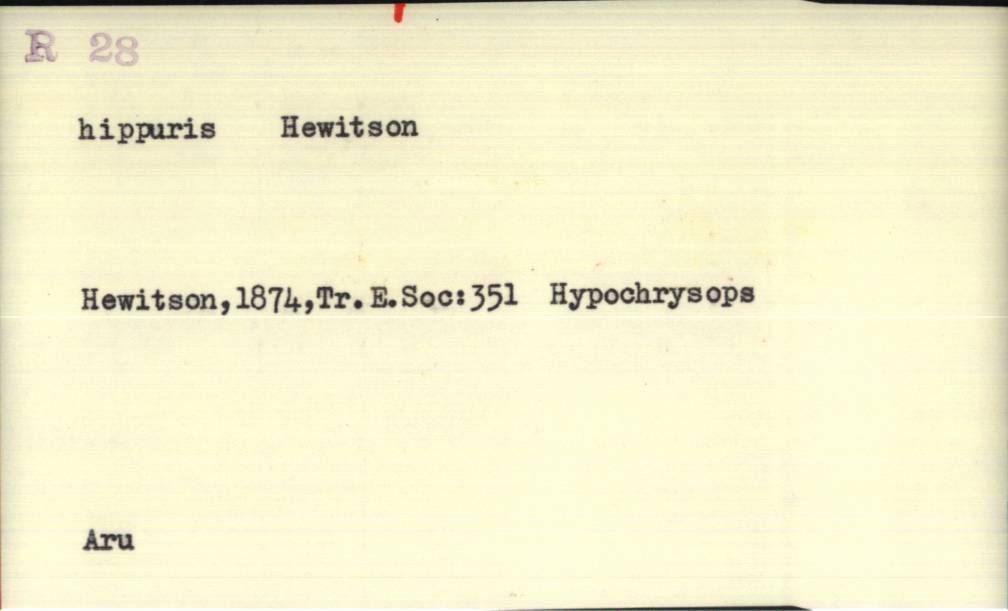 R 28
hippuris Hewitson
Hewitson,1874,Tr.E.Soc:351 Hypochrysops
Aru